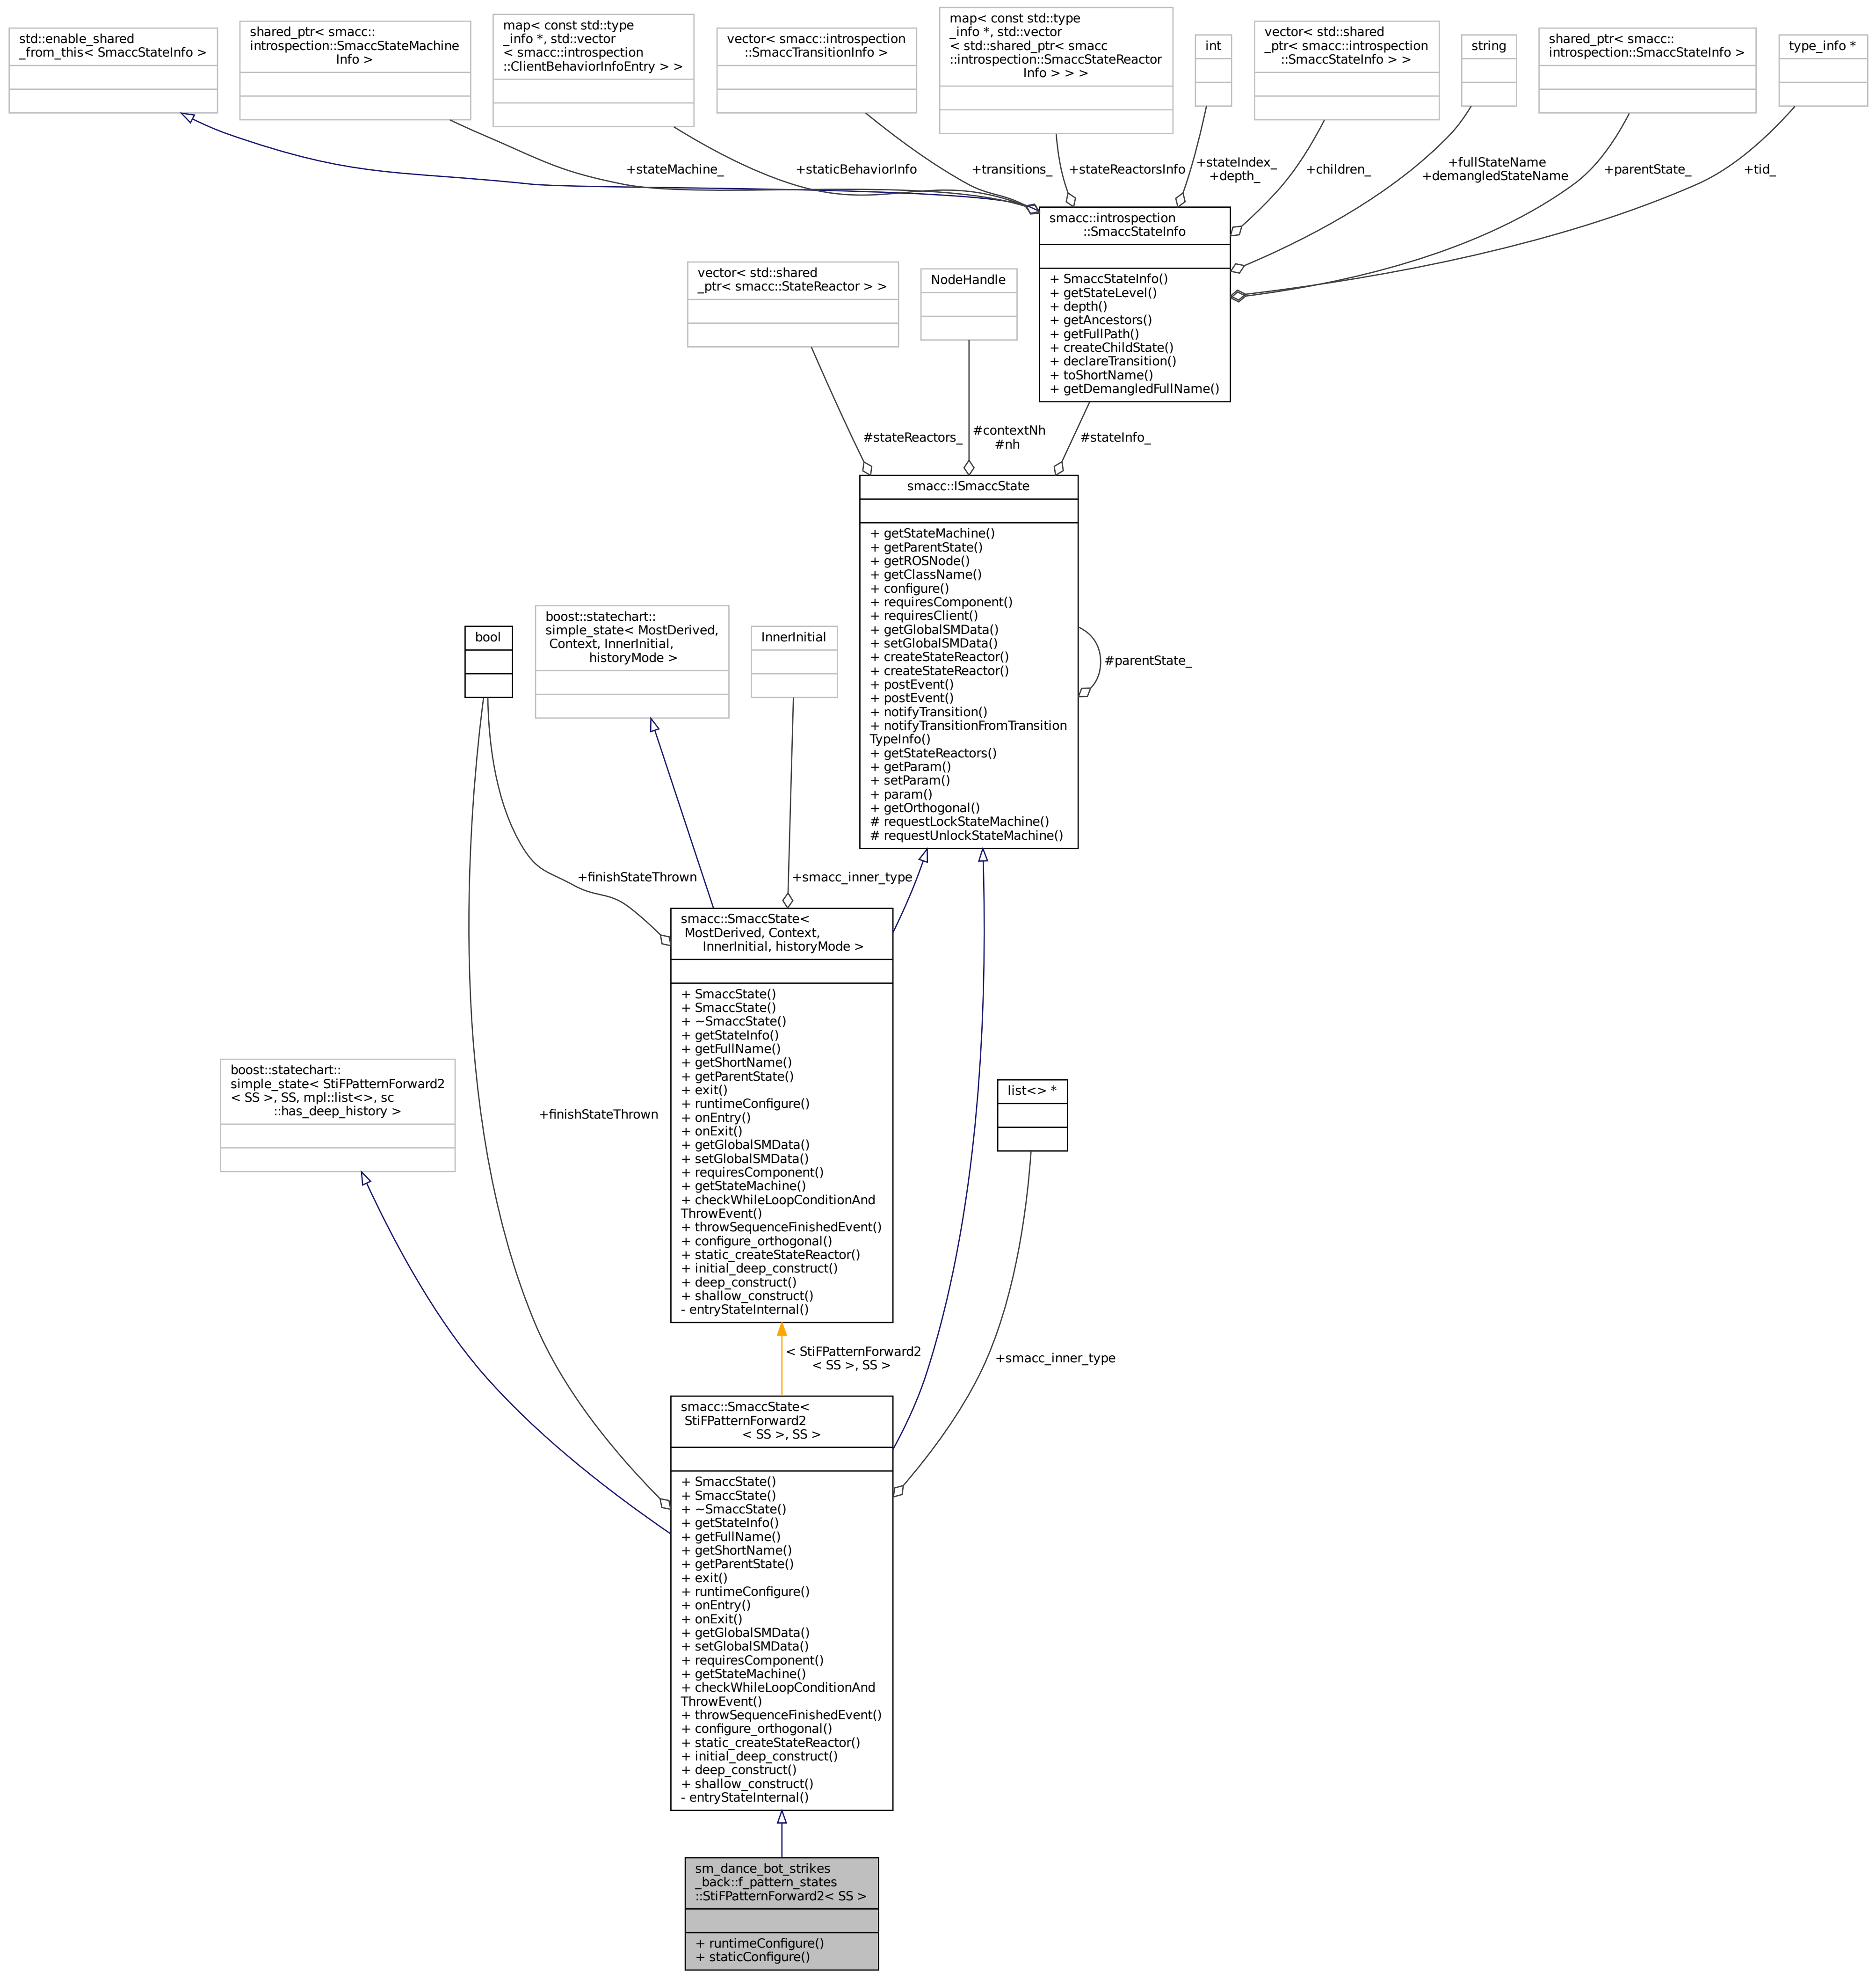 std::enable_shared
_from_this< SmaccStateInfo >
shared_ptr< smacc::
introspection::SmaccStateMachine
Info >
map< const std::type
_info *, std::vector
< smacc::introspection
::ClientBehaviorInfoEntry > >
vector< smacc::introspection
::SmaccTransitionInfo >
map< const std::type
_info *, std::vector
< std::shared_ptr< smacc
::introspection::SmaccStateReactor
Info > > >
int
vector< std::shared
_ptr< smacc::introspection
::SmaccStateInfo > >
string
shared_ptr< smacc::
introspection::SmaccStateInfo >
type_info *
+stateMachine_
+staticBehaviorInfo
+transitions_
+stateReactorsInfo
+stateIndex_
+depth_
+children_
+fullStateName
+demangledStateName
+parentState_
+tid_
smacc::introspection
::SmaccStateInfo
+ SmaccStateInfo()
+ getStateLevel()
+ depth()
+ getAncestors()
+ getFullPath()
+ createChildState()
+ declareTransition()
+ toShortName()
+ getDemangledFullName()
vector< std::shared
_ptr< smacc::StateReactor > >
NodeHandle
#stateReactors_
#contextNh
#nh
#stateInfo_
smacc::ISmaccState
+ getStateMachine()
+ getParentState()
+ getROSNode()
+ getClassName()
+ configure()
+ requiresComponent()
+ requiresClient()
+ getGlobalSMData()
+ setGlobalSMData()
+ createStateReactor()
+ createStateReactor()
+ postEvent()
+ postEvent()
+ notifyTransition()
+ notifyTransitionFromTransition
TypeInfo()
+ getStateReactors()
+ getParam()
+ setParam()
+ param()
+ getOrthogonal()
# requestLockStateMachine()
# requestUnlockStateMachine()
#parentState_
bool
boost::statechart::
simple_state< MostDerived,
Context, InnerInitial,
historyMode >
InnerInitial
+finishStateThrown
+smacc_inner_type
smacc::SmaccState<
MostDerived, Context,
InnerInitial, historyMode >
+ SmaccState()
+ SmaccState()
+ ~SmaccState()
+ getStateInfo()
+ getFullName()
+ getShortName()
+ getParentState()
+ exit()
+ runtimeConfigure()
+ onEntry()
+ onExit()
+ getGlobalSMData()
+ setGlobalSMData()
+ requiresComponent()
+ getStateMachine()
+ checkWhileLoopConditionAnd
ThrowEvent()
+ throwSequenceFinishedEvent()
+ configure_orthogonal()
+ static_createStateReactor()
+ initial_deep_construct()
+ deep_construct()
+ shallow_construct()
- entryStateInternal()
boost::statechart::
simple_state< StiFPatternForward2
< SS >, SS, mpl::list<>, sc
::has_deep_history >
+finishStateThrown
list<> *
< StiFPatternForward2
< SS >, SS >
+smacc_inner_type
smacc::SmaccState<
StiFPatternForward2
< SS >, SS >
+ SmaccState()
+ SmaccState()
+ ~SmaccState()
+ getStateInfo()
+ getFullName()
+ getShortName()
+ getParentState()
+ exit()
+ runtimeConfigure()
+ onEntry()
+ onExit()
+ getGlobalSMData()
+ setGlobalSMData()
+ requiresComponent()
+ getStateMachine()
+ checkWhileLoopConditionAnd
ThrowEvent()
+ throwSequenceFinishedEvent()
+ configure_orthogonal()
+ static_createStateReactor()
+ initial_deep_construct()
+ deep_construct()
+ shallow_construct()
- entryStateInternal()
sm_dance_bot_strikes
_back::f_pattern_states
::StiFPatternForward2< SS >
+ runtimeConfigure()
+ staticConfigure()